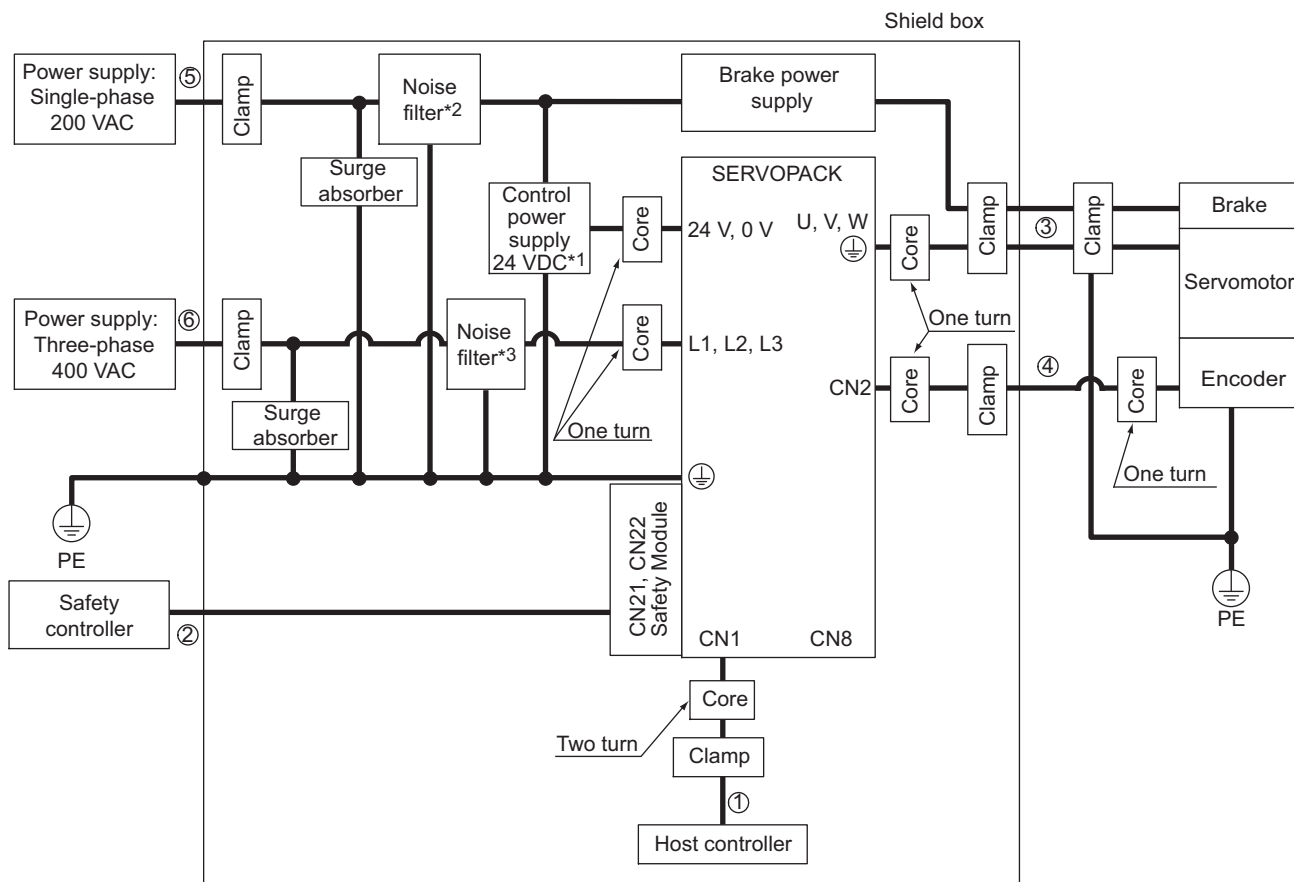 Shield box
Power supply:
Single-phase
200 VAC
⑤
Clamp
Noise
filter*2
Brake power
supply
Surge
absorber
SERVOPACK
Control
power
supply
24 VDC*1
Core
24 V, 0 V
U, V, W
Core
Clamp
③
Clamp
Brake
Servomotor
Power supply:
Three-phase
400 VAC
⑥
Clamp
Noise
filter*3
Core
L1, L2, L3
One turn
④
CN2
Core
Clamp
Core
Encoder
Surge
absorber
One turn
One turn
PE
CN21, CN22
Safety Module
PE
Safety
controller
②
CN1
CN8
Core
Two turn
Clamp
①
Host controller